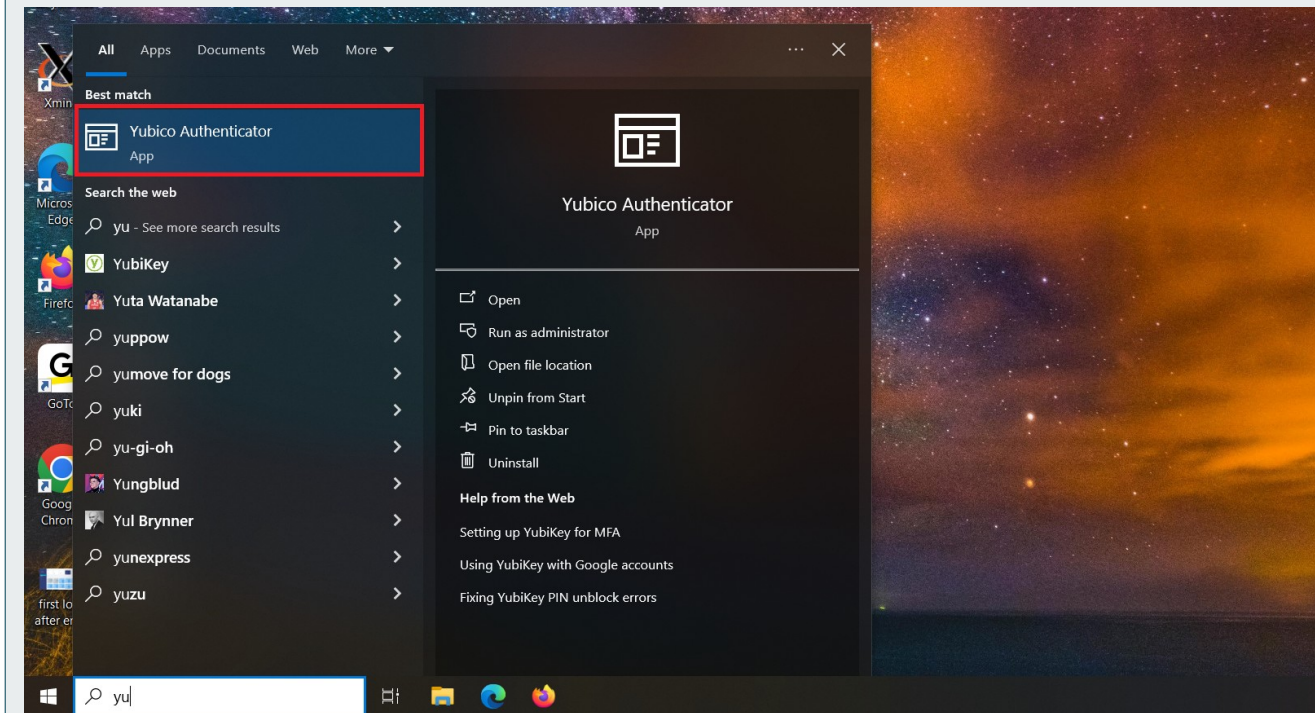 All Apps Documents Web More
Best match
Yubico Authenticator
App
Search the web
yu - See more search results
YubiKey
Yuta Watanabe
yuppow
yumove for dogs
yuki
yu-gi-oh
Yungblud
Yul Brynner
yunexpress
yuzu
Yubico Authenticator
App
Open
Run as administrator
Open file location
Unpin from Start
Pin to taskbar
Uninstall
Help from the Web
Setting up YubiKey for MFA
Using YubiKey with Google accounts
Fixing YubiKey PIN unblock errors
Xmin
Micros
Edge
Firefo
G
GoTo
Goog
Chrom
first lo
after en
yu